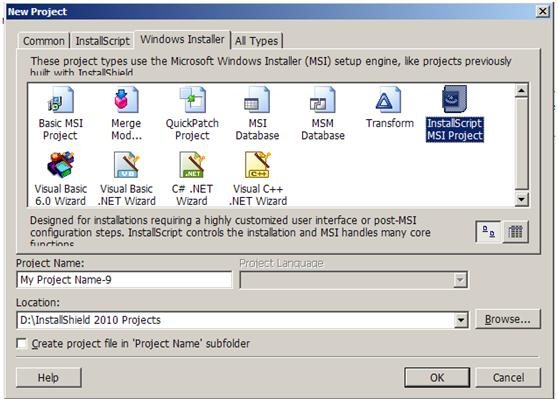 New Project
Common
InstallScript
Windows Installer
All Types
These project types use the Microsoft Windows Installer (MSI) setup engine, like projects previously
built with InstallShield
Basic MSI
Project
Merge
Mod...
QuickPatch
Project
MSI
Database
MSM
Database
Transform
InstallScript
MSI Project
Visual Basic
6.0 Wizard
Visual Basic
.NET Wizard
C# .NET
Wizard
Visual C++
.NET Wizard
Designed for installations requiring a highly customized user interface or post-MSI
configuration steps. InstallScript controls the installation and MSI handles many core
functions.
Project Name:
Project Language
My Project Name-9
Location:
D:\InstallShield 2010 Projects
Browse...
Create project file in 'Project Name' subfolder
Help
OK
Cancel